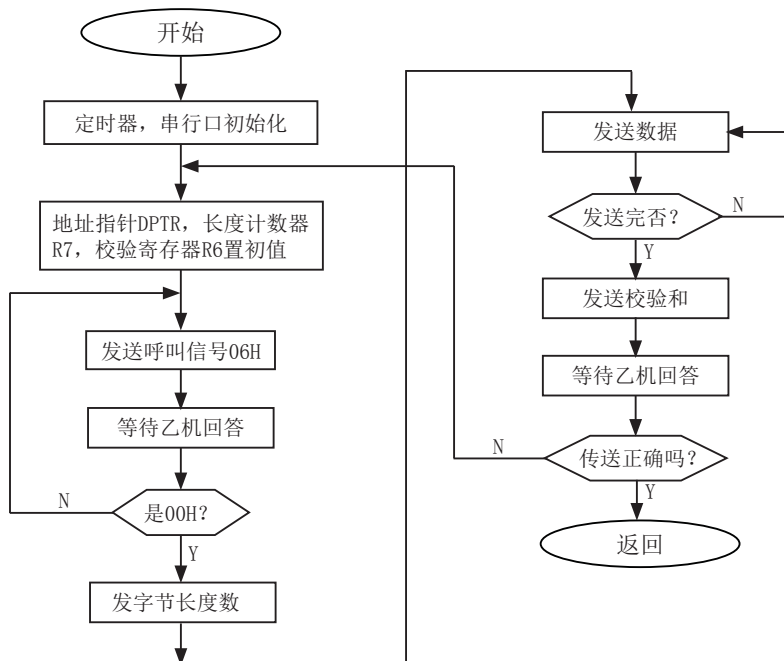 开始
定时器，串行口初始化
地址指针DPTR，长度计数器
R7，校验寄存器R6置初值
发送呼叫信号06H
等待乙机回答
是00H？
N
Y
发字节长度数
发送数据
发送完否？
N
Y
发送校验和
等待乙机回答
传送正确吗？
N
Y
返回